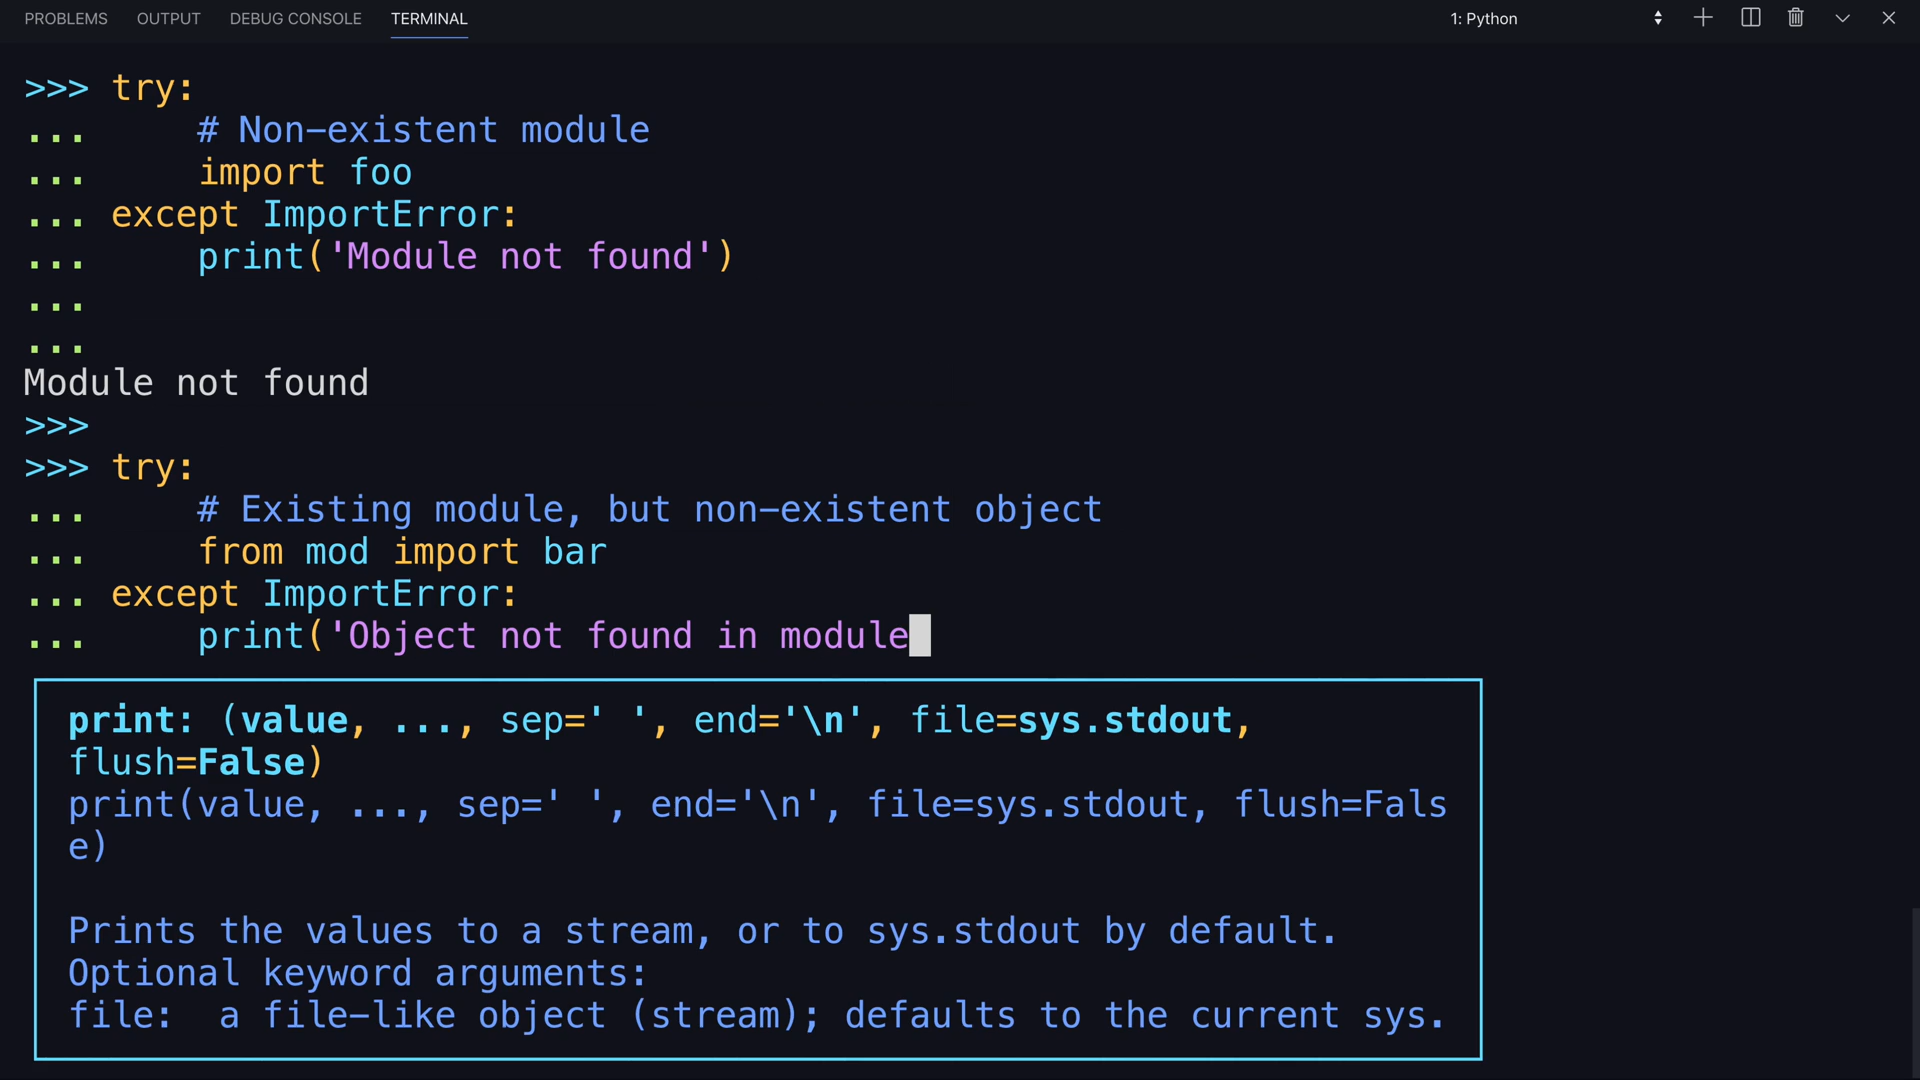 PROBLEMS OUTPUT DEBUG CONSOLE TERMINAL 1: Python
>>> try:
...     # Non-existent module
...     import foo
... except ImportError:
...     print('Module not found')
...
...
Module not found
>>>
>>> try:
...     # Existing module, but non-existent object
...     from mod import bar
... except ImportError:
...     print('Object not found in module
print: (value, ..., sep=' ', end='\n', file=sys.stdout,
flush=False)
print(value, ..., sep=' ', end='\n', file=sys.stdout, flush=Fals
e)
Prints the values to a stream, or to sys.stdout by default.
Optional keyword arguments:
file:  a file-like object (stream); defaults to the current sys.